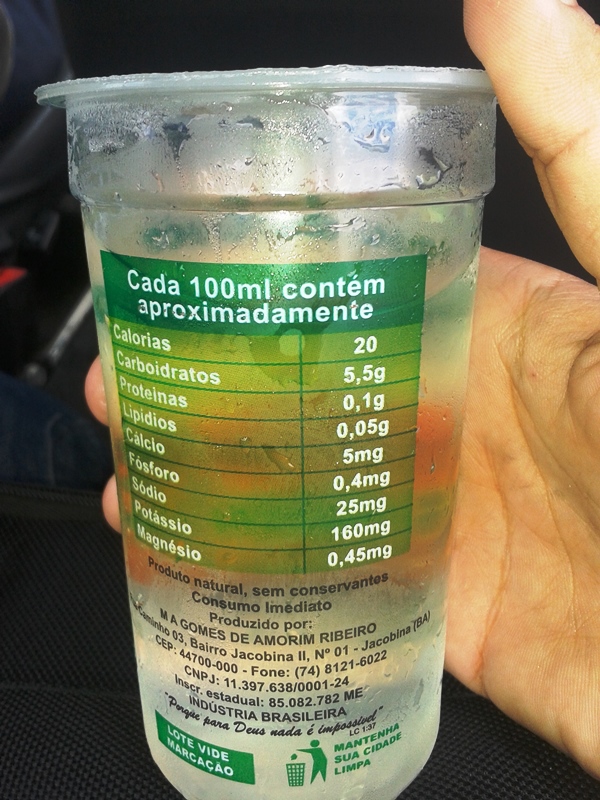 Cada 100ml contém
aproximadamente
Calorias 20
Carboidratos 5,5g
Proteinas 0,1g
Lipidios 0,05g
Cálcio 5mg
Fósforo 0,4mg
Sódio 25mg
Potássio 160mg
Magnésio 0,45mg
Produto natural, sem conservantes
Consumo Imediato
Produzido por:
M A GOMES DE AMORIM RIBEIRO
Caminho 03, Bairro Jacobina II, Nº 01 - Jacobina (BA)
CEP: 44700-000 - Fone: (74) 8121-6022
CNPJ: 11.397.638/0001-24
Inscr. estadual: 85.082.782 ME
INDÚSTRIA BRASILEIRA
"Porque para Deus nada é impossível"
LC 1:37
LOTE VIDE
MARCAÇÃO
MANTENHA
SUA CIDADE
LIMPA